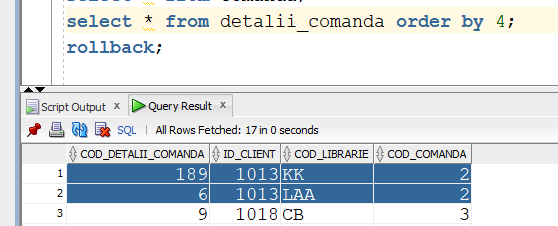 select * from detalii_comanda order by 4;
rollback;
Script Output x Query Result x
SQL | All Rows Fetched: 17 in 0 seconds
COD_DETALII_COMANDA ID_CLIENT COD_LIBRARIE COD_COMANDA
1 189 1013 KK 2
2 6 1013 LAA 2
3 9 1018 CB 3